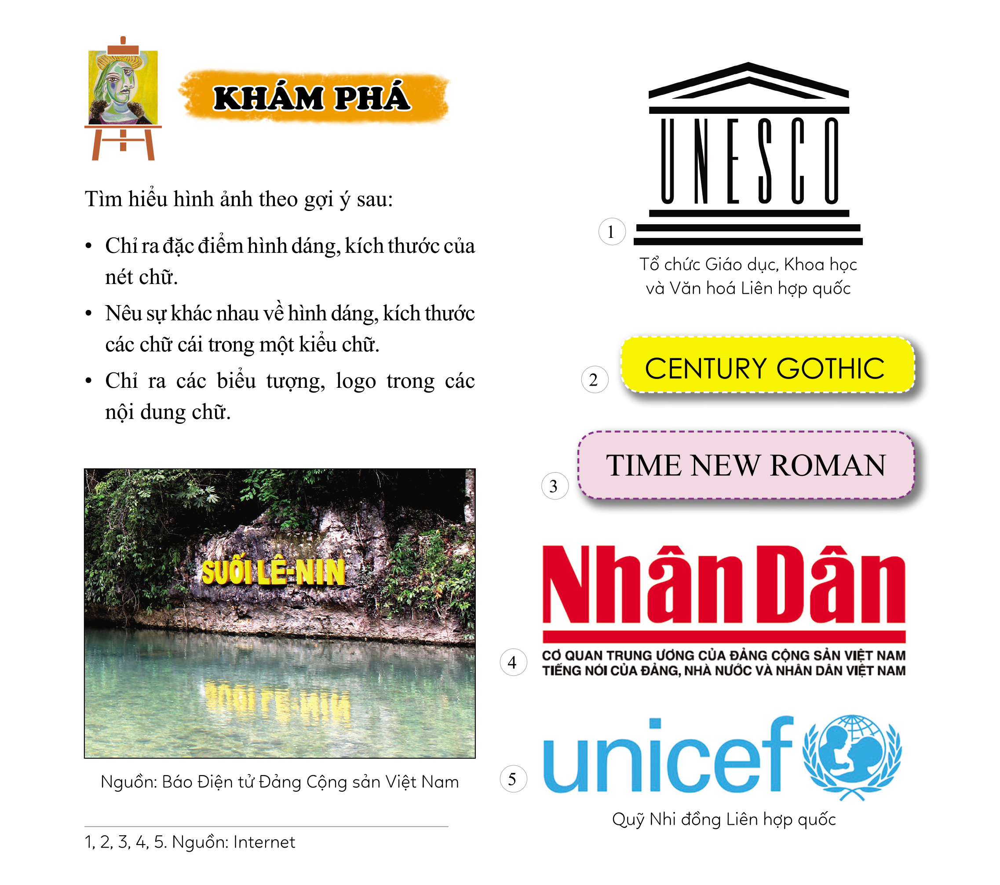 KHÁM PHÁ
Tìm hiểu hình ảnh theo gợi ý sau:
• Chỉ ra đặc điểm hình dáng, kích thước của
nét chữ.
• Nêu sự khác nhau về hình dáng, kích thước
các chữ cái trong một kiểu chữ.
• Chỉ ra các biểu tượng, logo trong các
nội dung chữ.
SUỐI LÊ-NIN
Nguồn: Báo Điện tử Đảng Cộng sản Việt Nam
1, 2, 3, 4, 5. Nguồn: Internet
UNESCO
1
Tổ chức Giáo dục, Khoa học
và Văn hoá Liên hợp quốc
2
CENTURY GOTHIC
3
TIME NEW ROMAN
Nhân Dân
4
CƠ QUAN TRUNG ƯƠNG CỦA ĐẢNG CỘNG SẢN VIỆT NAM
TIẾNG NÓI CỦA ĐẢNG, NHÀ NƯỚC VÀ NHÂN DÂN VIỆT NAM
5
unicef
Quỹ Nhi đồng Liên hợp quốc